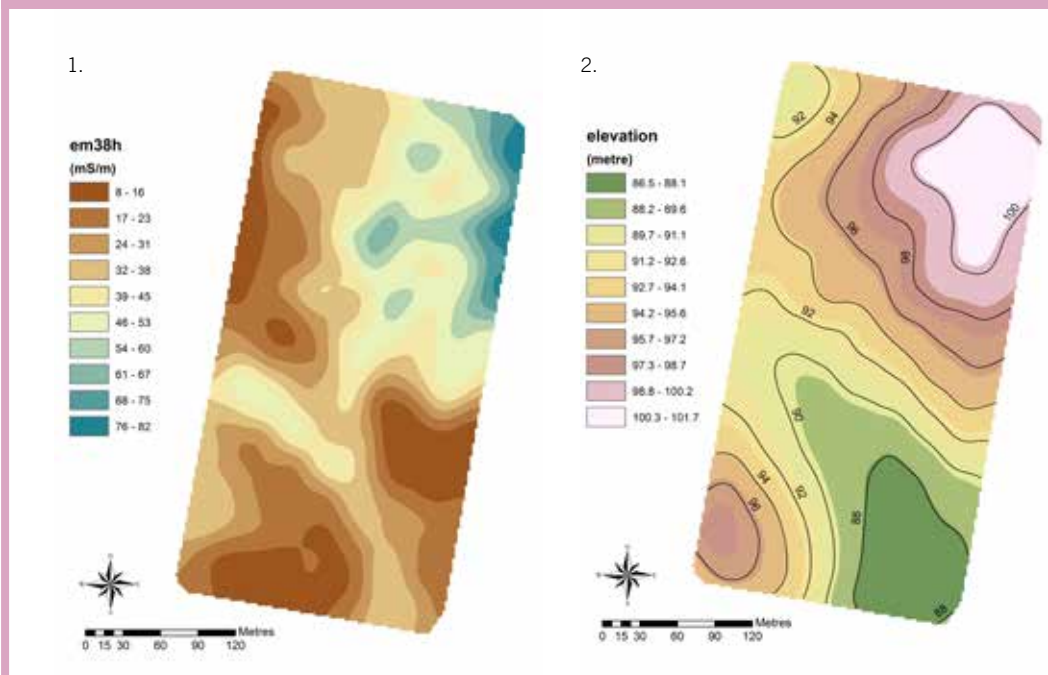 1.
em38h
(mS/m)
8 - 16
17 - 23
24 - 31
32 - 38
39 - 45
46 - 53
54 - 60
61 - 67
68 - 75
76 - 82
Metres
0 15 30 60 90 120
2.
elevation
(metre)
86.5 - 88.1
88.2 - 89.6
89.7 - 91.1
91.2 - 92.6
92.7 - 94.1
94.2 - 95.6
95.7 - 97.2
97.3 - 98.7
98.8 - 100.2
100.3 - 101.7
92
94
100
96
98
92
90
94
92
96
88
88
Metres
0 15 30 60 90 120